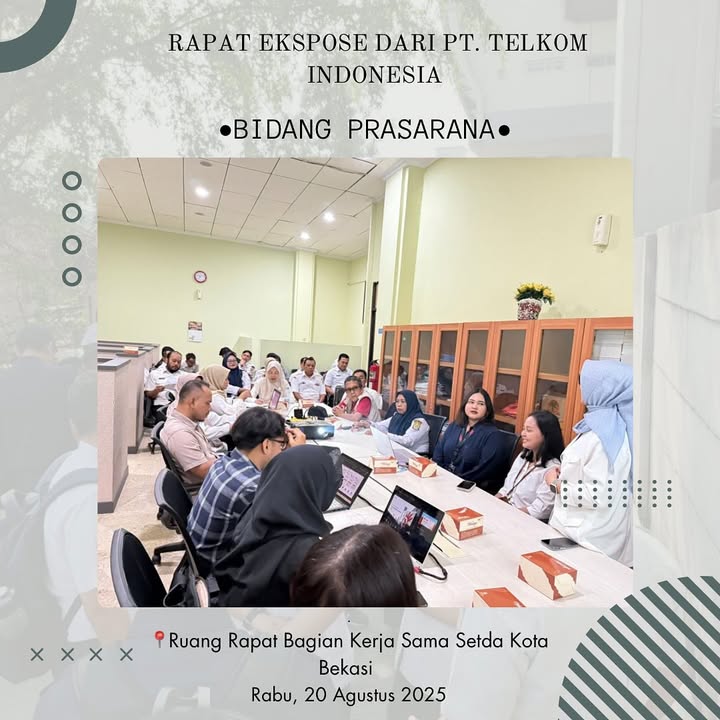 RAPAT EKSPOSE DARI PT. TELKOM
INDONESIA
•BIDANG PRASARANA•
Ruang Rapat Bagian Kerja Sama Setda Kota
Bekasi
Rabu, 20 Agustus 2025